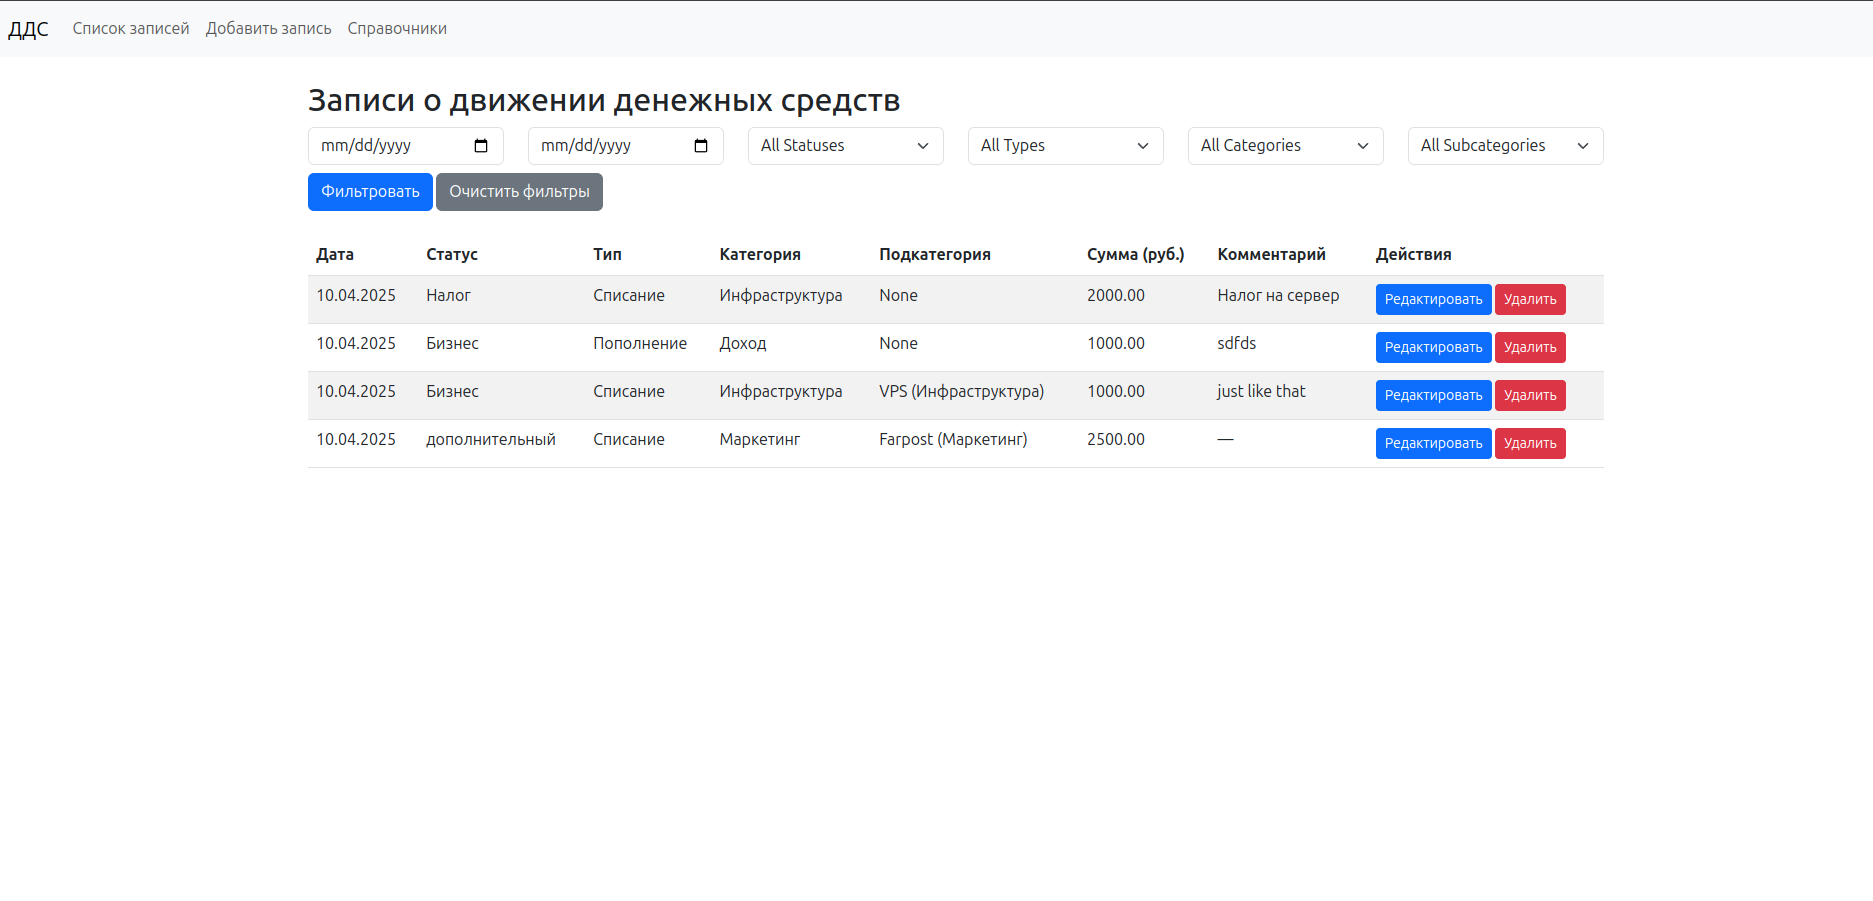 ДДС Список записей Добавить запись Справочники
Записи о движении денежных средств
mm/dd/yyyy mm/dd/yyyy All Statuses All Types All Categories All Subcategories
Фильтровать Очистить фильтры
Дата Статус Тип Категория Подкатегория Сумма (руб.) Комментарий Действия
10.04.2025 Налог Списание Инфраструктура None 2000.00 Налог на сервер Редактировать Удалить
10.04.2025 Бизнес Пополнение Доход None 1000.00 sdfds Редактировать Удалить
10.04.2025 Бизнес Списание Инфраструктура VPS (Инфраструктура) 1000.00 just like that Редактировать Удалить
10.04.2025 дополнительный Списание Маркетинг Farpost (Маркетинг) 2500.00 — Редактировать Удалить